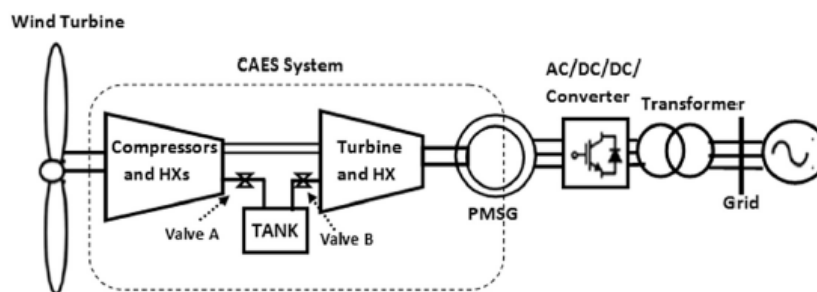 Wind Turbine
CAES System
AC/DC/DC/
Converter
Transformer
Compressors
and HXs
Turbine
and HX
Valve A
TANK
Valve B
PMSG
Grid